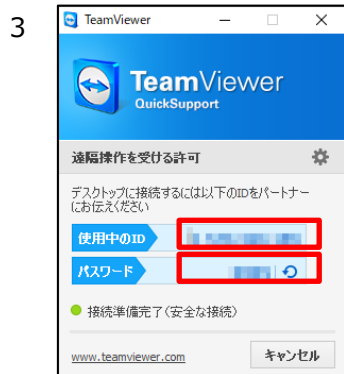 3
TeamViewer
TeamViewer
QuickSupport
遠隔操作を受ける許可
デスクトップに接続するには以下のIDをパートナー
にお伝えください
使用中のID
パスワード
接続準備完了(安全な接続)
www.teamviewer.com
キャンセル